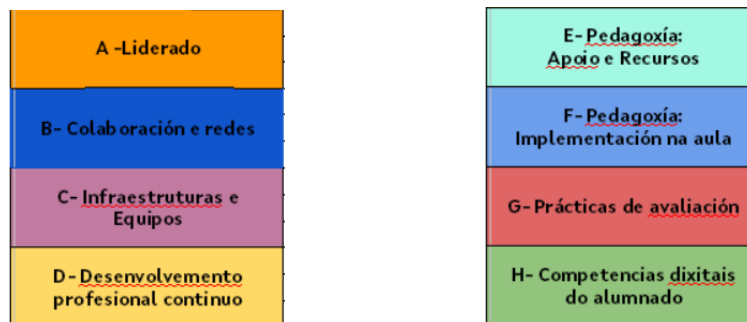 A -Liderado
B- Colaboración e redes
C- Infraestruturas e
Equipos
D- Desenvolvemento
profesional continuo
E- Pedagoxía:
Apoio e Recursos
F- Pedagoxía:
Implementación na aula
G- Prácticas de avaliación
H- Competencias dixitais
do alumnado